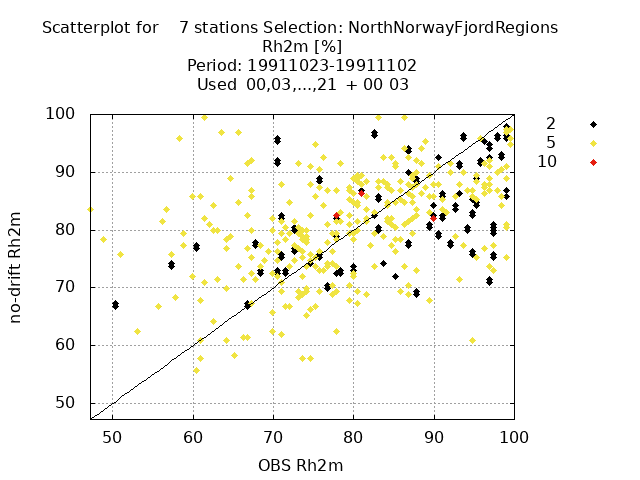 Scatterplot for 7 stations Selection: NorthNorwayFjordRegions
Rh2m [%]
Period: 19911023-19911102
Used 00,03,...,21 + 00 03
100
90
80
70
60
50
no-drift Rh2m
50 60 70 80 90 100
OBS Rh2m
2
5
10